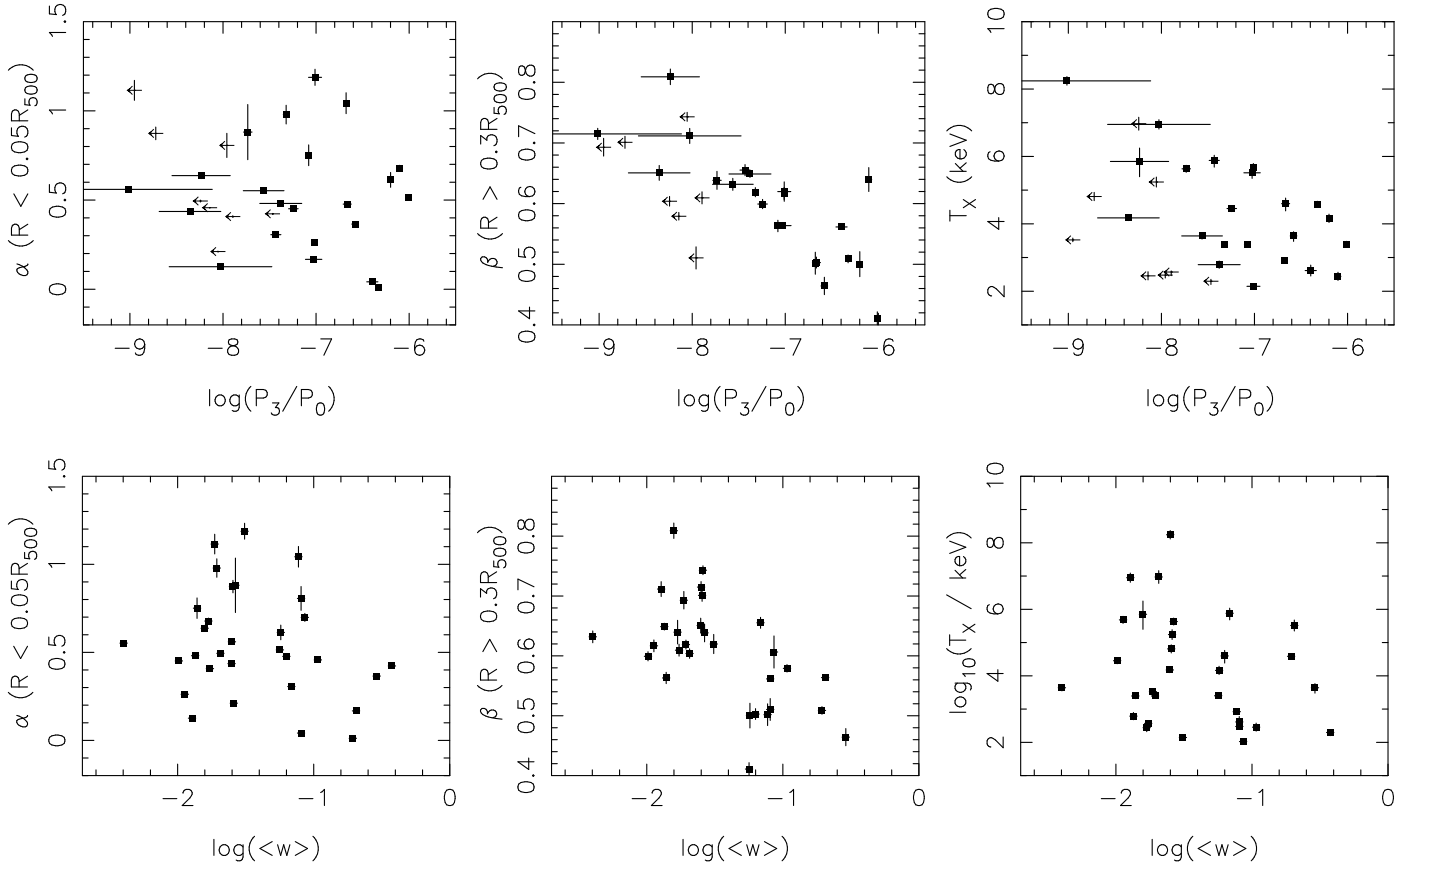 α (R < 0.05R500)
0 0.5 1 1.5
−9 −8 −7 −6
log(P3/P0)
β (R > 0.3R500)
0.4 0.5 0.6 0.7 0.8
−9 −8 −7 −6
log(P3/P0)
TX (keV)
2 4 6 8 10
−9 −8 −7 −6
log(P3/P0)
α (R < 0.05R500)
0 0.5 1 1.5
−2 −1 0
log(<w>)
β (R > 0.3R500)
0.4 0.5 0.6 0.7 0.8
−2 −1 0
log(<w>)
log10(TX / keV)
2 4 6 8 10
−2 −1 0
log(<w>)